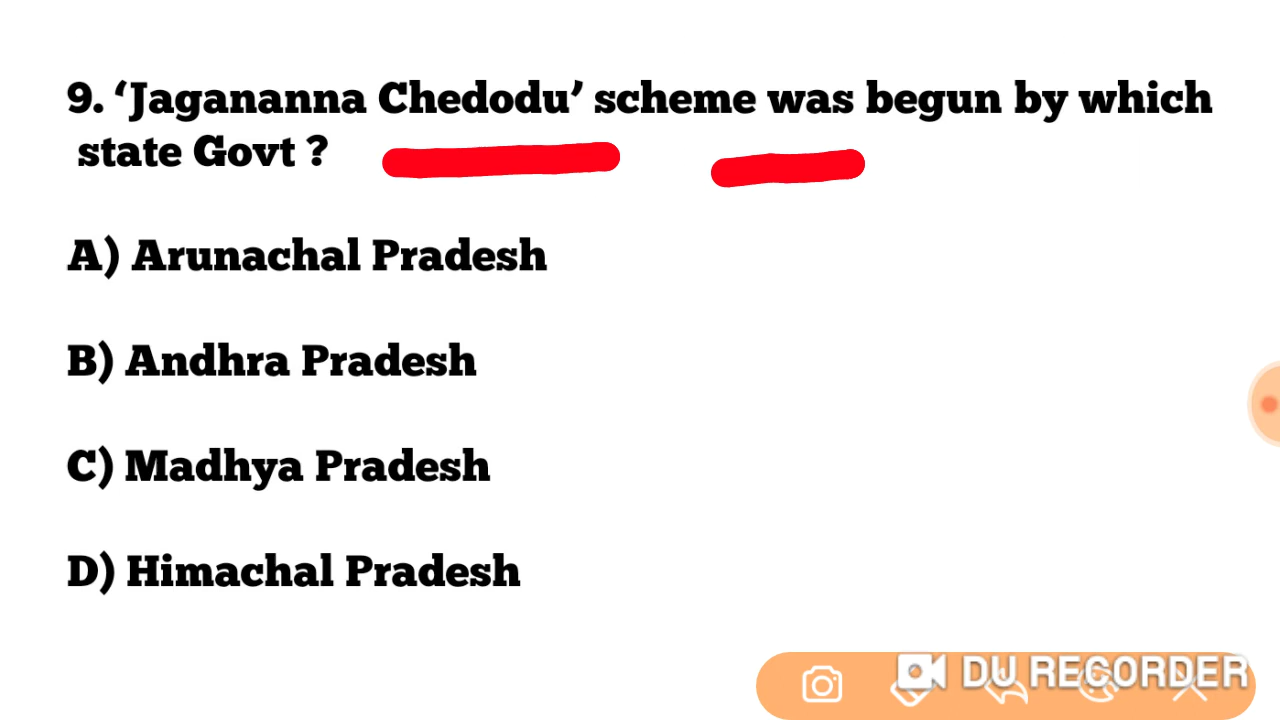 9. ‘Jagananna Chedodu’ scheme was begun by which
state Govt ?
A) Arunachal Pradesh
B) Andhra Pradesh
C) Madhya Pradesh
D) Himachal Pradesh
DU RECORDER